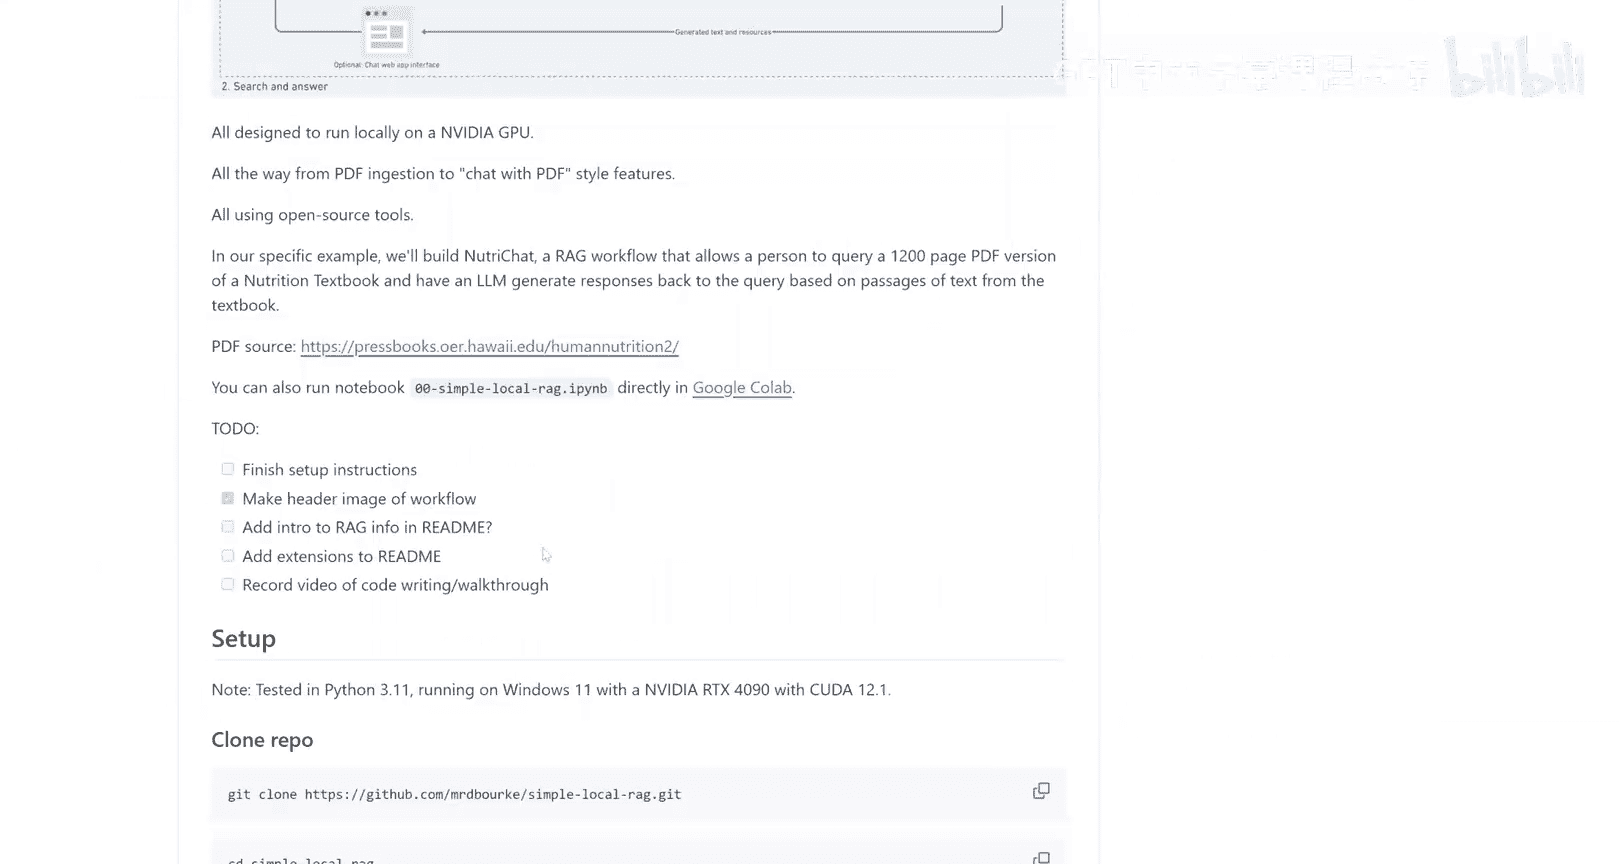 Generated text and resources
Optional: Chat web app interface
2. Search and answer
bilibili
All designed to run locally on a NVIDIA GPU.
All the way from PDF ingestion to "chat with PDF" style features.
All using open-source tools.
In our specific example, we'll build NutriChat, a RAG workflow that allows a person to query a 1200 page PDF version
of a Nutrition Textbook and have an LLM generate responses back to the query based on passages of text from the
textbook.
PDF source: https://pressbooks.oer.hawaii.edu/humannutrition2/
You can also run notebook 00-simple-local-rag.ipynb directly in Google Colab.
TODO:
Finish setup instructions
Make header image of workflow
Add intro to RAG info in README?
Add extensions to README
Record video of code writing/walkthrough
Setup
Note: Tested in Python 3.11, running on Windows 11 with a NVIDIA RTX 4090 with CUDA 12.1.
Clone repo
git clone https://github.com/mrdbourke/simple-local-rag.git
cd simple-local-rag